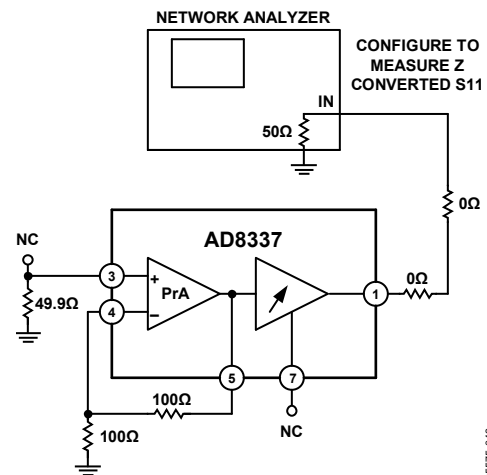 NETWORK ANALYZER
CONFIGURE TO
MEASURE Z
CONVERTED S11
IN
50Ω
0Ω
0Ω
AD8337
NC
3
+
PrA
4
−
1
49.9Ω
5
7
100Ω
100Ω
NC